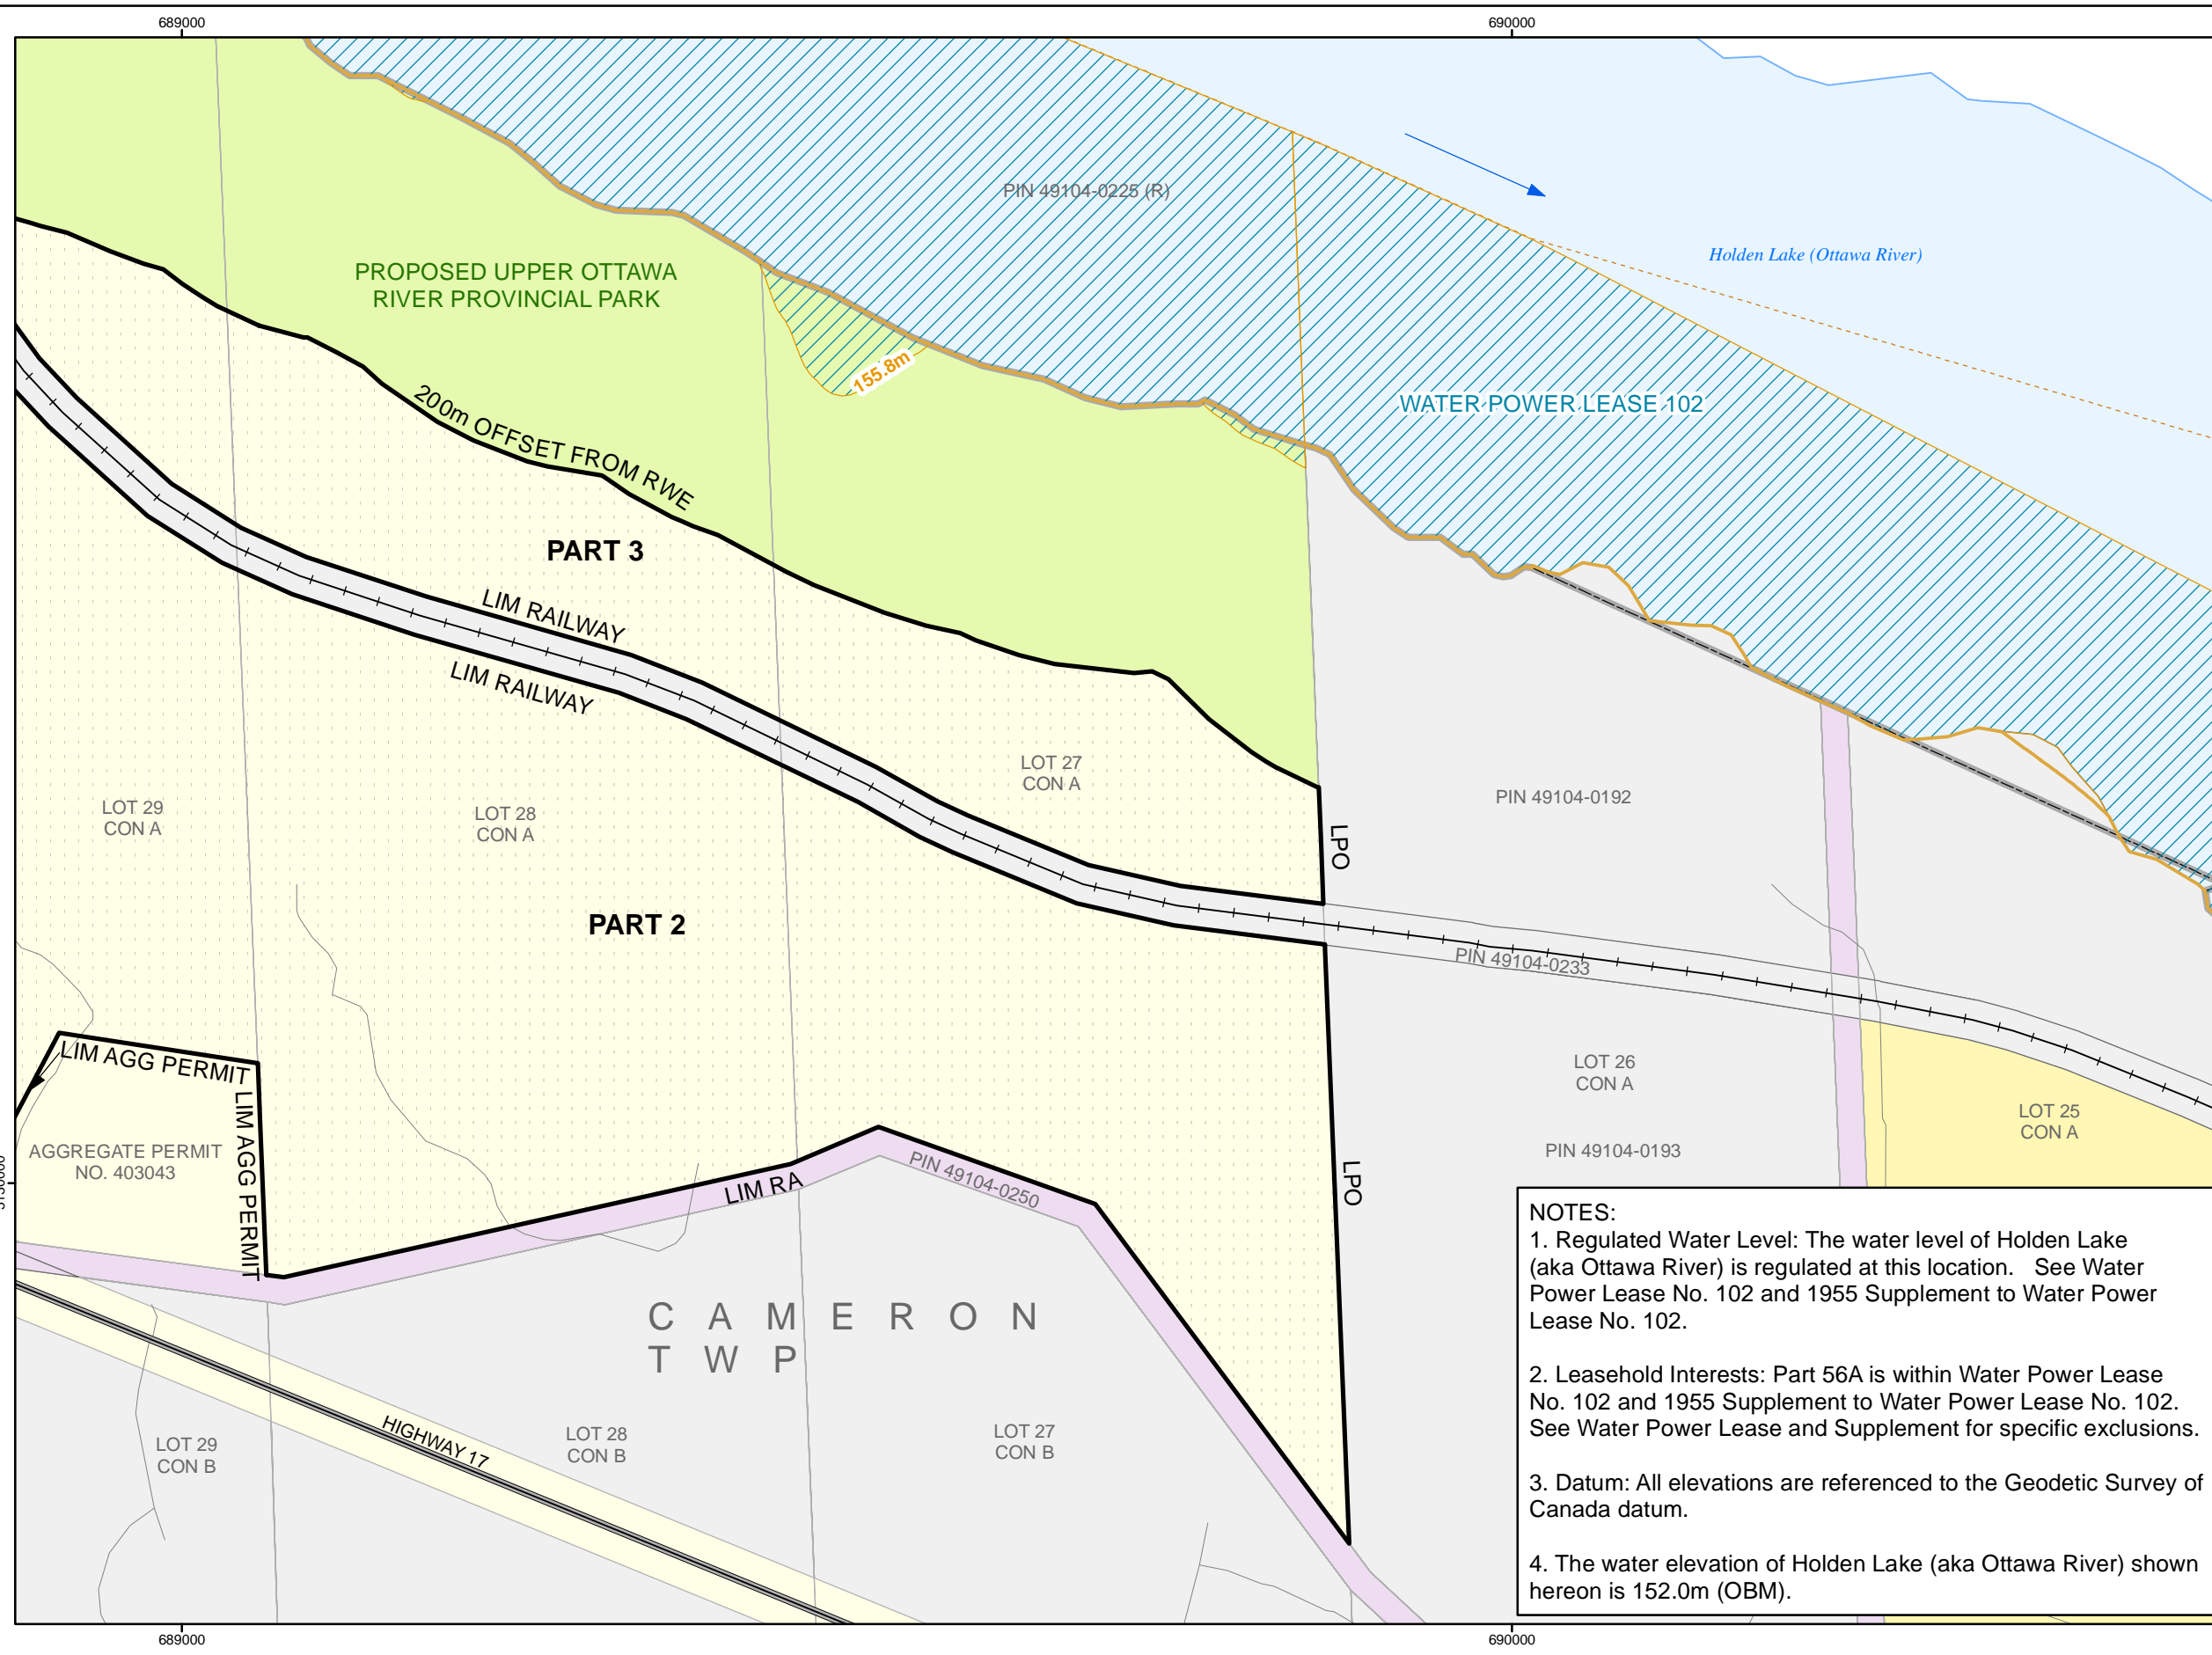 689000
690000
PIN 49104-0225 (R)
Holden Lake (Ottawa River)
PROPOSED UPPER OTTAWA
RIVER PROVINCIAL PARK
155.8m
WATER POWER LEASE 102
200m OFFSET FROM RWE
PART 3
LIM RAILWAY
LIM RAILWAY
LOT 27
CON A
PIN 49104-0192
LOT 29
CON A
LOT 28
CON A
LPO
PART 2
PIN 49104-0233
LIM AGG PERMIT
LIM AGG PERMIT
LOT 26
CON A
LOT 25
CON A
AGGREGATE PERMIT
NO. 403043
PIN 49104-0193
LIM RA
PIN 49104-0250
LPO
CAMERON
TWP
HIGHWAY 17
LOT 29
CON B
LOT 28
CON B
LOT 27
CON B
NOTES:
1. Regulated Water Level: The water level of Holden Lake
(aka Ottawa River) is regulated at this location. See Water
Power Lease No. 102 and 1955 Supplement to Water Power
Lease No. 102.
2. Leasehold Interests: Part 56A is within Water Power Lease
No. 102 and 1955 Supplement to Water Power Lease No. 102.
See Water Power Lease and Supplement for specific exclusions.
3. Datum: All elevations are referenced to the Geodetic Survey of
Canada datum.
4. The water elevation of Holden Lake (aka Ottawa River) shown
hereon is 152.0m (OBM).
689000
690000